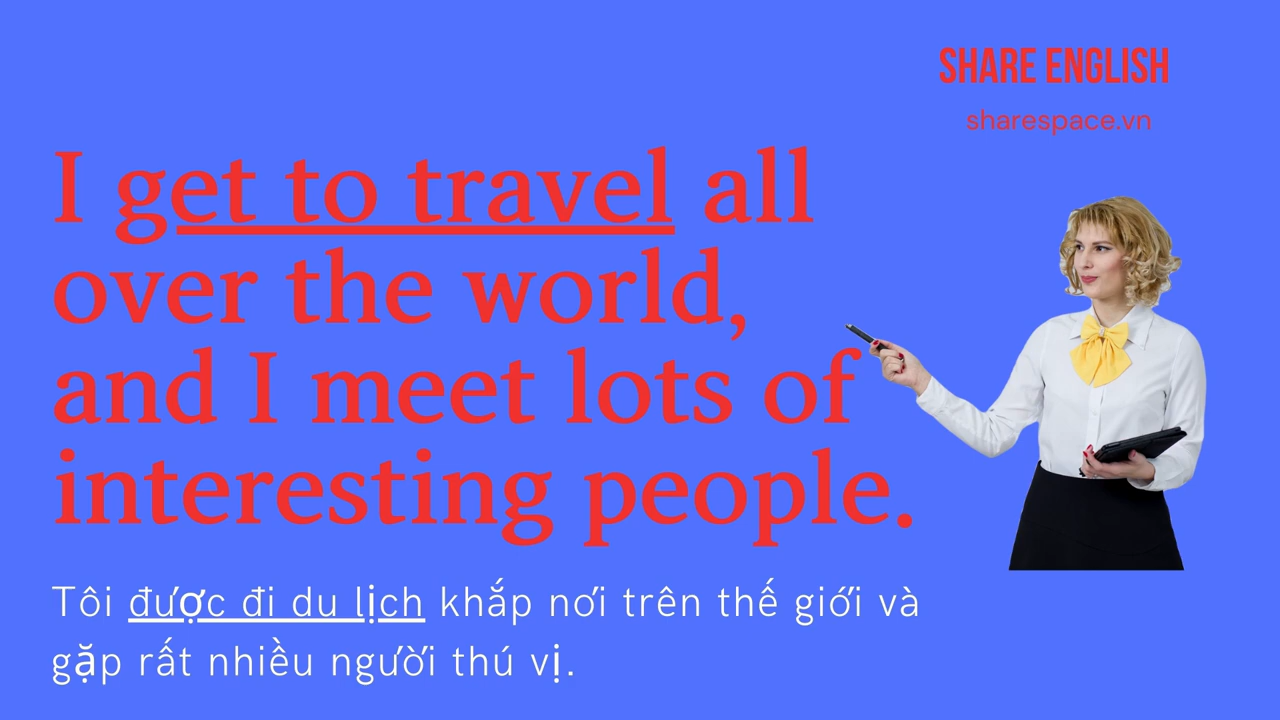 SHARE ENGLISH
sharespace.vn
I get to travel all
over the world,
and I meet lots of
interesting people.
Tôi được đi du lịch khắp nơi trên thế giới và
gặp rất nhiều người thú vị.